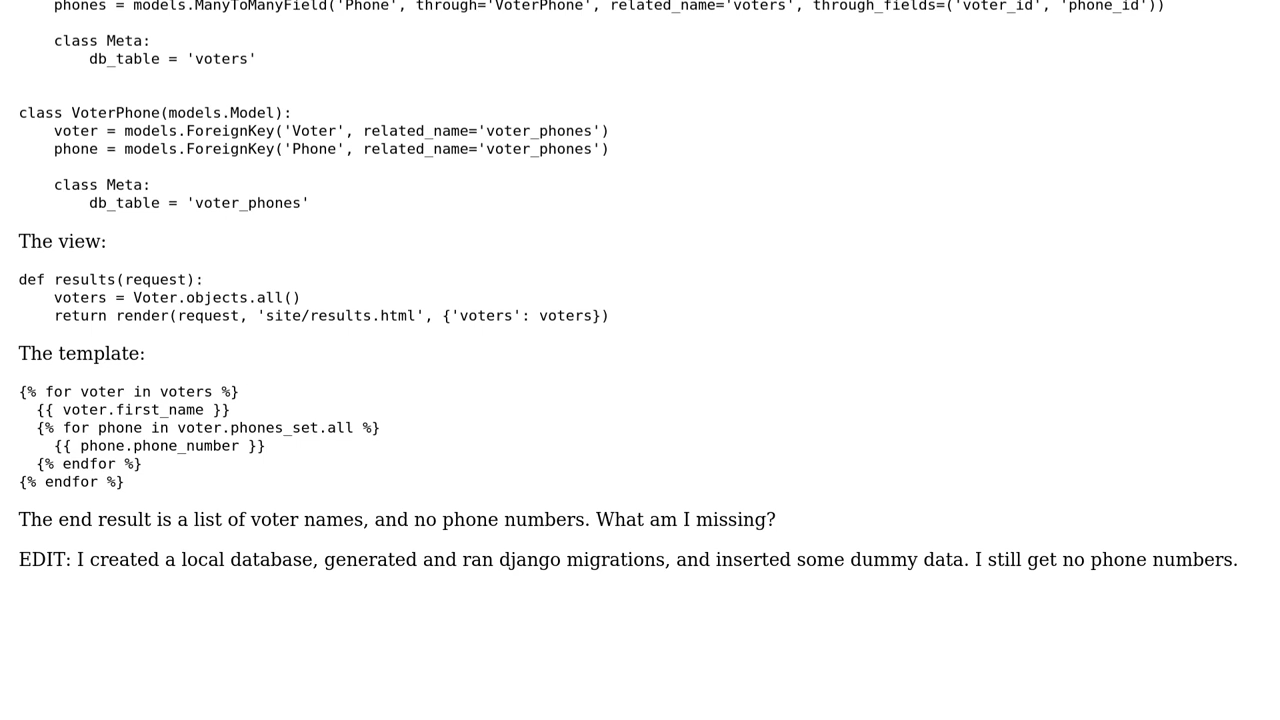 phones = models.ManyToManyField('Phone', through='VoterPhone', related_name='voters', through_fields=('voter_id', 'phone_id'))
class Meta:
db_table = 'voters'
class VoterPhone(models.Model):
voter = models.ForeignKey('Voter', related_name='voter_phones')
phone = models.ForeignKey('Phone', related_name='voter_phones')
class Meta:
db_table = 'voter_phones'
The view:
def results(request):
voters = Voter.objects.all()
return render(request, 'site/results.html', {'voters': voters})
The template:
{% for voter in voters %}
{{ voter.first_name }}
{% for phone in voter.phones_set.all %}
{{ phone.phone_number }}
{% endfor %}
{% endfor %}
The end result is a list of voter names, and no phone numbers. What am I missing?
EDIT: I created a local database, generated and ran django migrations, and inserted some dummy data. I still get no phone numbers.